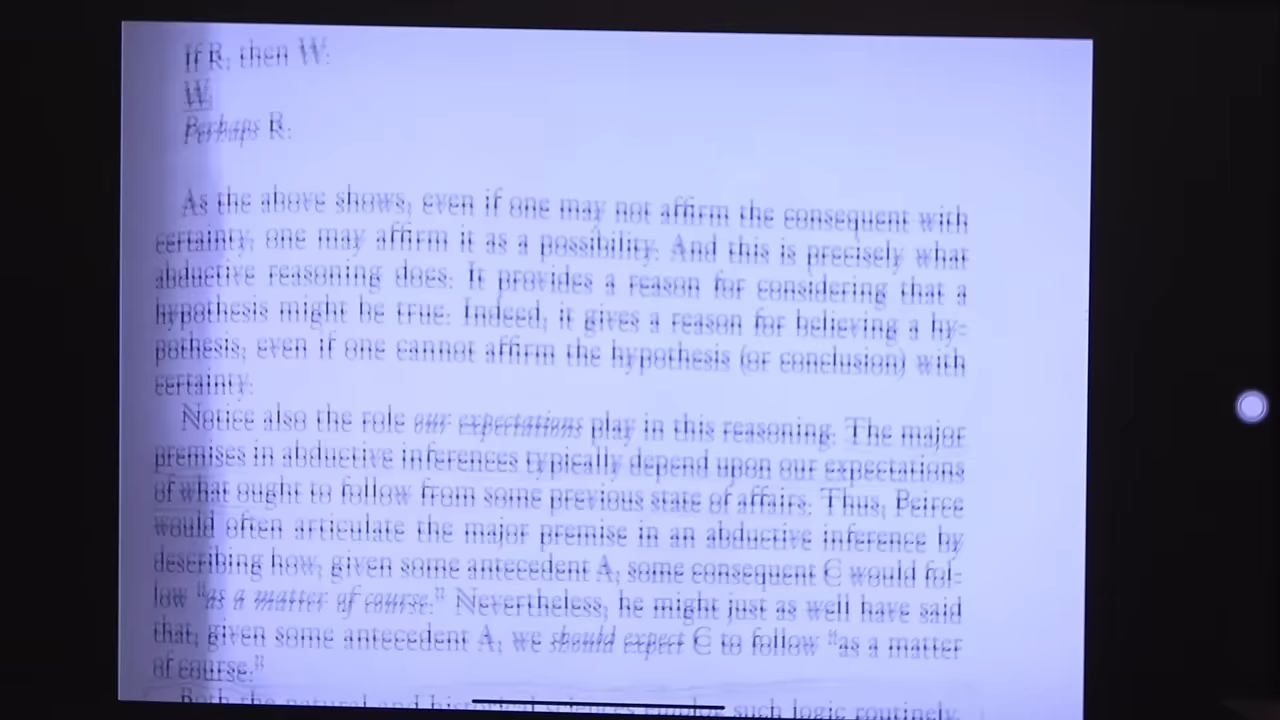 If R, then W.
W.
Perhaps R.
As the above shows, even if one may not affirm the consequent with
certainty, one may affirm it as a possibility. And this is precisely what
abductive reasoning does. It provides a reason for considering that a
hypothesis might be true. Indeed, it gives a reason for believing a hy-
pothesis, even if one cannot affirm the hypothesis (or conclusion) with
certainty.
Notice also the role our expectations play in this reasoning. The major
premises in abductive inferences typically depend upon our expectations
of what ought to follow from some previous state of affairs. Thus, Peirce
would often articulate the major premise in an abductive inference by
describing how, given some antecedent A, some consequent C would fol-
low "as a matter of course." Nevertheless, he might just as well have said
that, given some antecedent A, we should expect C to follow "as a matter
of course."
Both the natural and historical sciences employ such logic routinely.